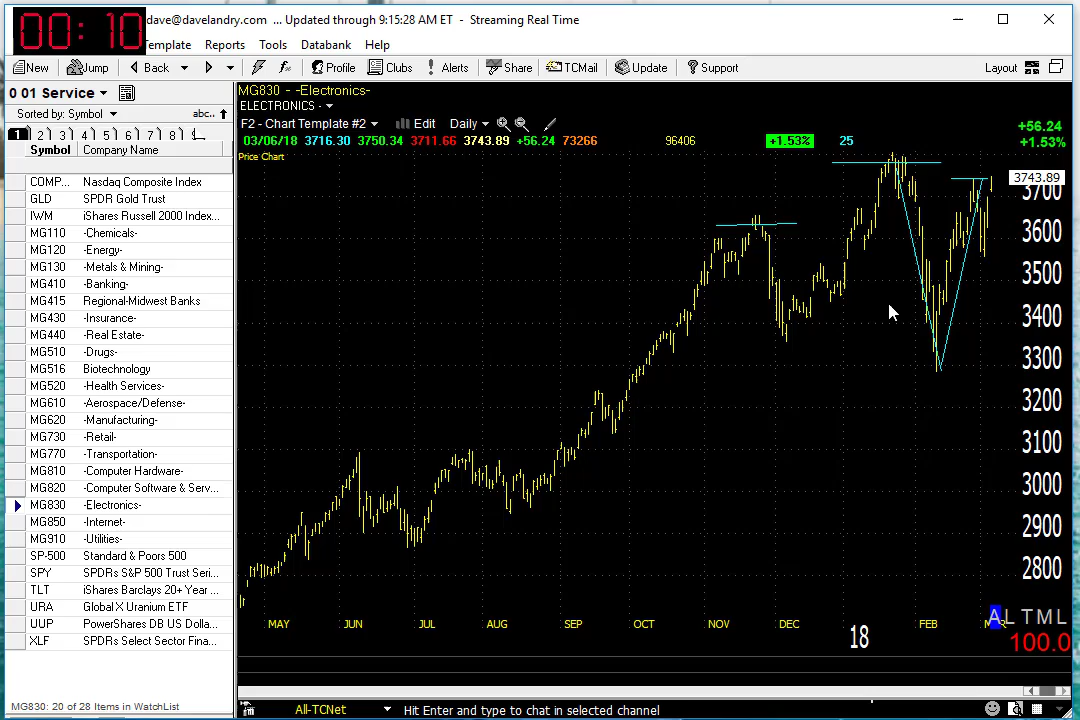 00:10
dave@davelandry.com ... Updated through 9:15:28 AM ET - Streaming Real Time
emplate Reports Tools Databank Help
New Jump Back Profile Clubs Alerts Share TCMail Update Support Layout
0 01 Service
Sorted by: Symbol abc..
1 2 3 4 5 6 7 8
Symbol Company Name
COMP... Nasdaq Composite Index
GLD SPDR Gold Trust
IWM iShares Russell 2000 Index...
MG110 -Chemicals-
MG120 -Energy-
MG130 -Metals & Mining-
MG410 -Banking-
MG415 Regional-Midwest Banks
MG430 -Insurance-
MG440 -Real Estate-
MG510 -Drugs-
MG516 Biotechnology
MG520 -Health Services-
MG610 -Aerospace/Defense-
MG620 -Manufacturing-
MG730 -Retail-
MG770 -Transportation-
MG810 -Computer Hardware-
MG820 -Computer Software & Serv...
MG830 -Electronics-
MG850 -Internet-
MG910 -Utilities-
SP-500 Standard & Poors 500
SPY SPDRs S&P 500 Trust Seri...
TLT iShares Barclays 20+ Year ...
URA Global X Uranium ETF
UUP PowerShares DB US Dolla...
XLF SPDRs Select Sector Fina...
MG830: 20 of 28 Items in WatchList
MG830 - -Electronics-
ELECTRONICS -
F2 - Chart Template #2 Edit Daily
+56.24
03/06/18 3716.30 3750.34 3711.66 3743.89 +56.24 73266 96406 +1.53% 25 +1.53%
Price Chart
3743.89
3700
3600
3500
3400
3300
3200
3100
3000
2900
2800
A L T M L
MAY JUN JUL AUG SEP OCT NOV DEC 18 FEB
100.0
All-TCNet Hit Enter and type to chat in selected channel